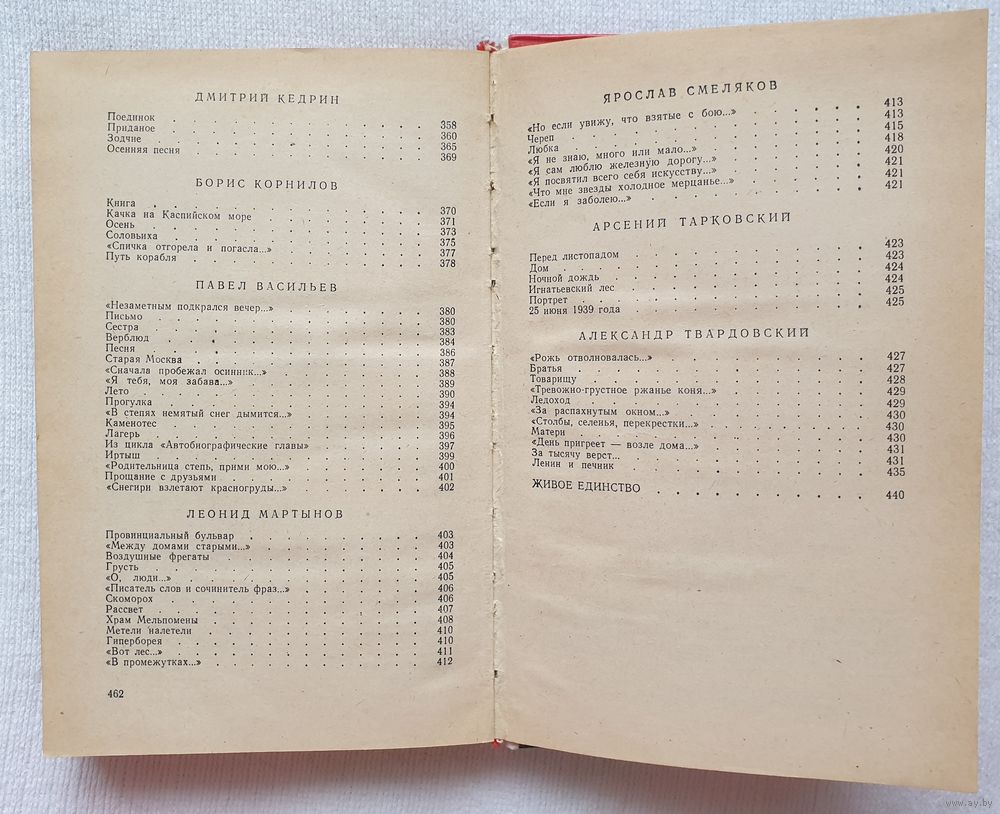 ДМИТРИЙ КЕДРИН
Поединок 358
Приданое 360
Зодчие 365
Осенняя песня 369
БОРИС КОРНИЛОВ
Книга 370
Качка на Каспийском море 371
Осень 373
Соловьиха 375
«Спичка отгорела и погасла...» 377
Путь корабля 378
ПАВЕЛ ВАСИЛЬЕВ
«Незаметным подкрался вечер...» 380
Письмо 380
Сестра 383
Верблюд 384
Песня 386
Старая Москва 387
«Сначала пробежал осинник...» 388
«Я тебя, моя забава...» 389
Лето 390
Прогулка 394
«В степях немятый снег дымится...» 394
Каменотес 395
Лагерь 396
Из цикла «Автобиографические главы» 397
Иртыш 399
«Родительница степь, прими мою...» 400
Прощание с друзьями 401
«Снегири взлетают красногруды...» 402
ЛЕОНИД МАРТЫНОВ
Провинциальный бульвар 403
«Между домами старыми...» 403
Воздушные фрегаты 404
Грусть 405
«О, люди...» 405
«Писатель слов и сочинитель фраз...» 406
Скоморох 406
Рассвет 407
Храм Мельпомены 408
Метели налетели 410
Гиперборея 410
«Вот лес...» 411
«В промежутках...» 412
462
ЯРОСЛАВ СМЕЛЯКОВ
«Но если увижу, что взятые с бою...» 413
Череп 413
Любка 415
«Я не знаю, много или мало...» 418
«Я сам люблю железную дорогу...» 420
«Я посвятил всего себя искусству...» 421
«Что мне звезды холодное мерцанье...» 421
«Если я заболею...» 421
АРСЕНИЙ ТАРКОВСКИЙ
Перед листопадом 423
Дом 423
Ночной дождь 424
Игнатьевский лес 424
Портрет 425
25 июня 1939 года 425
АЛЕКСАНДР ТВАРДОВСКИЙ
«Рожь отволновалась...» 427
Братья 427
Товарищу 428
«Тревожно-грустное ржанье коня...» 429
Ледоход 429
«За распахнутым окном...» 430
«Столбы, селенья, перекрестки...» 430
Матери 430
«День пригреет — возле дома...» 431
За тысячу верст... 431
Ленин и печник 435
ЖИВОЕ ЕДИНСТВО 440
www.ay.by